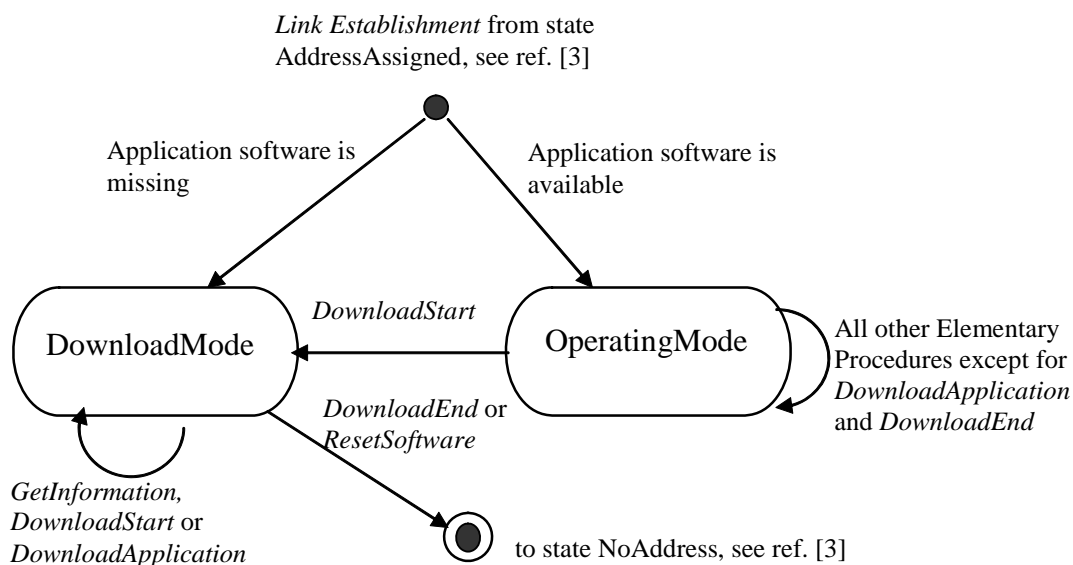 Link Establishment from state
AddressAssigned, see ref. [3]
Application software is
missing
Application software is
available
DownloadMode
DownloadStart
OperatingMode
All other Elementary
Procedures except for
DownloadApplication
and DownloadEnd
DownloadEnd or
ResetSoftware
GetInformation,
DownloadStart or
DownloadApplication
to state NoAddress, see ref. [3]